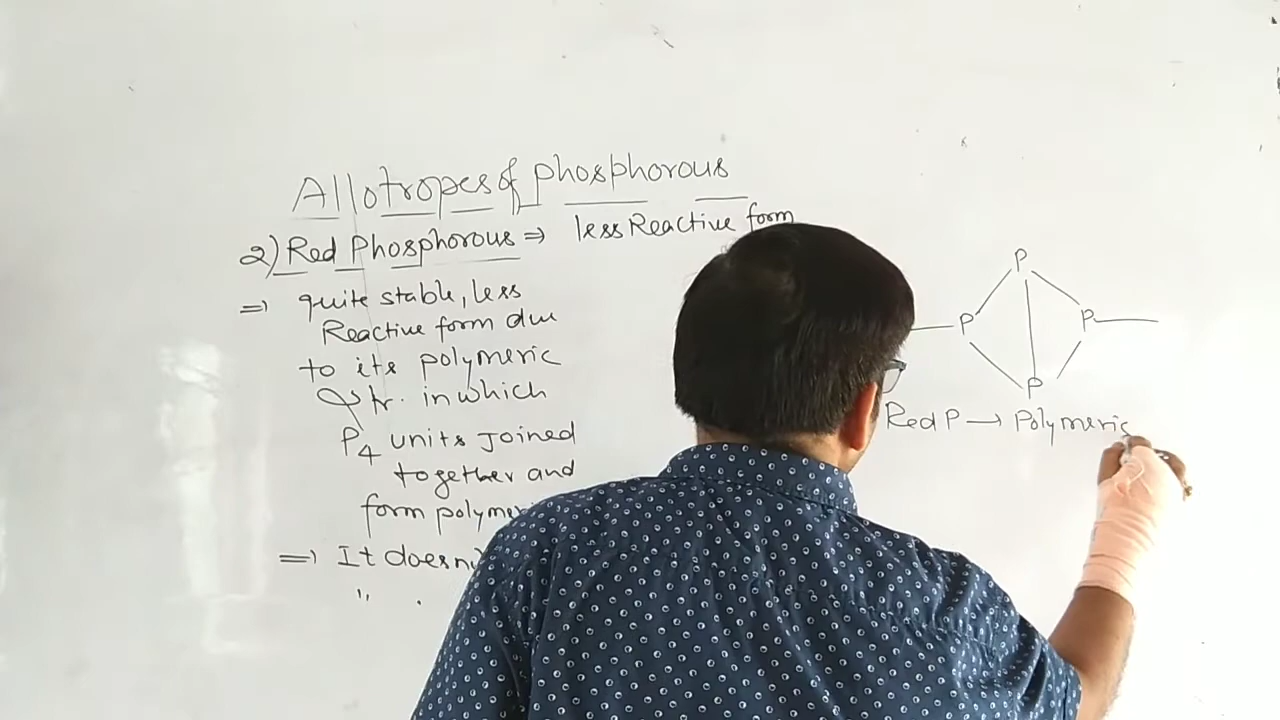 Allotropes of phosphorous
2) Red Phosphorous ⇒ less Reactive form
⇒ quite stable, less
Reactive form due
to its polymeric
str. in which
P4 units joined
together and
form polymeri
⇒ It doesn
"
P
P P
P
Red P → Polymeric